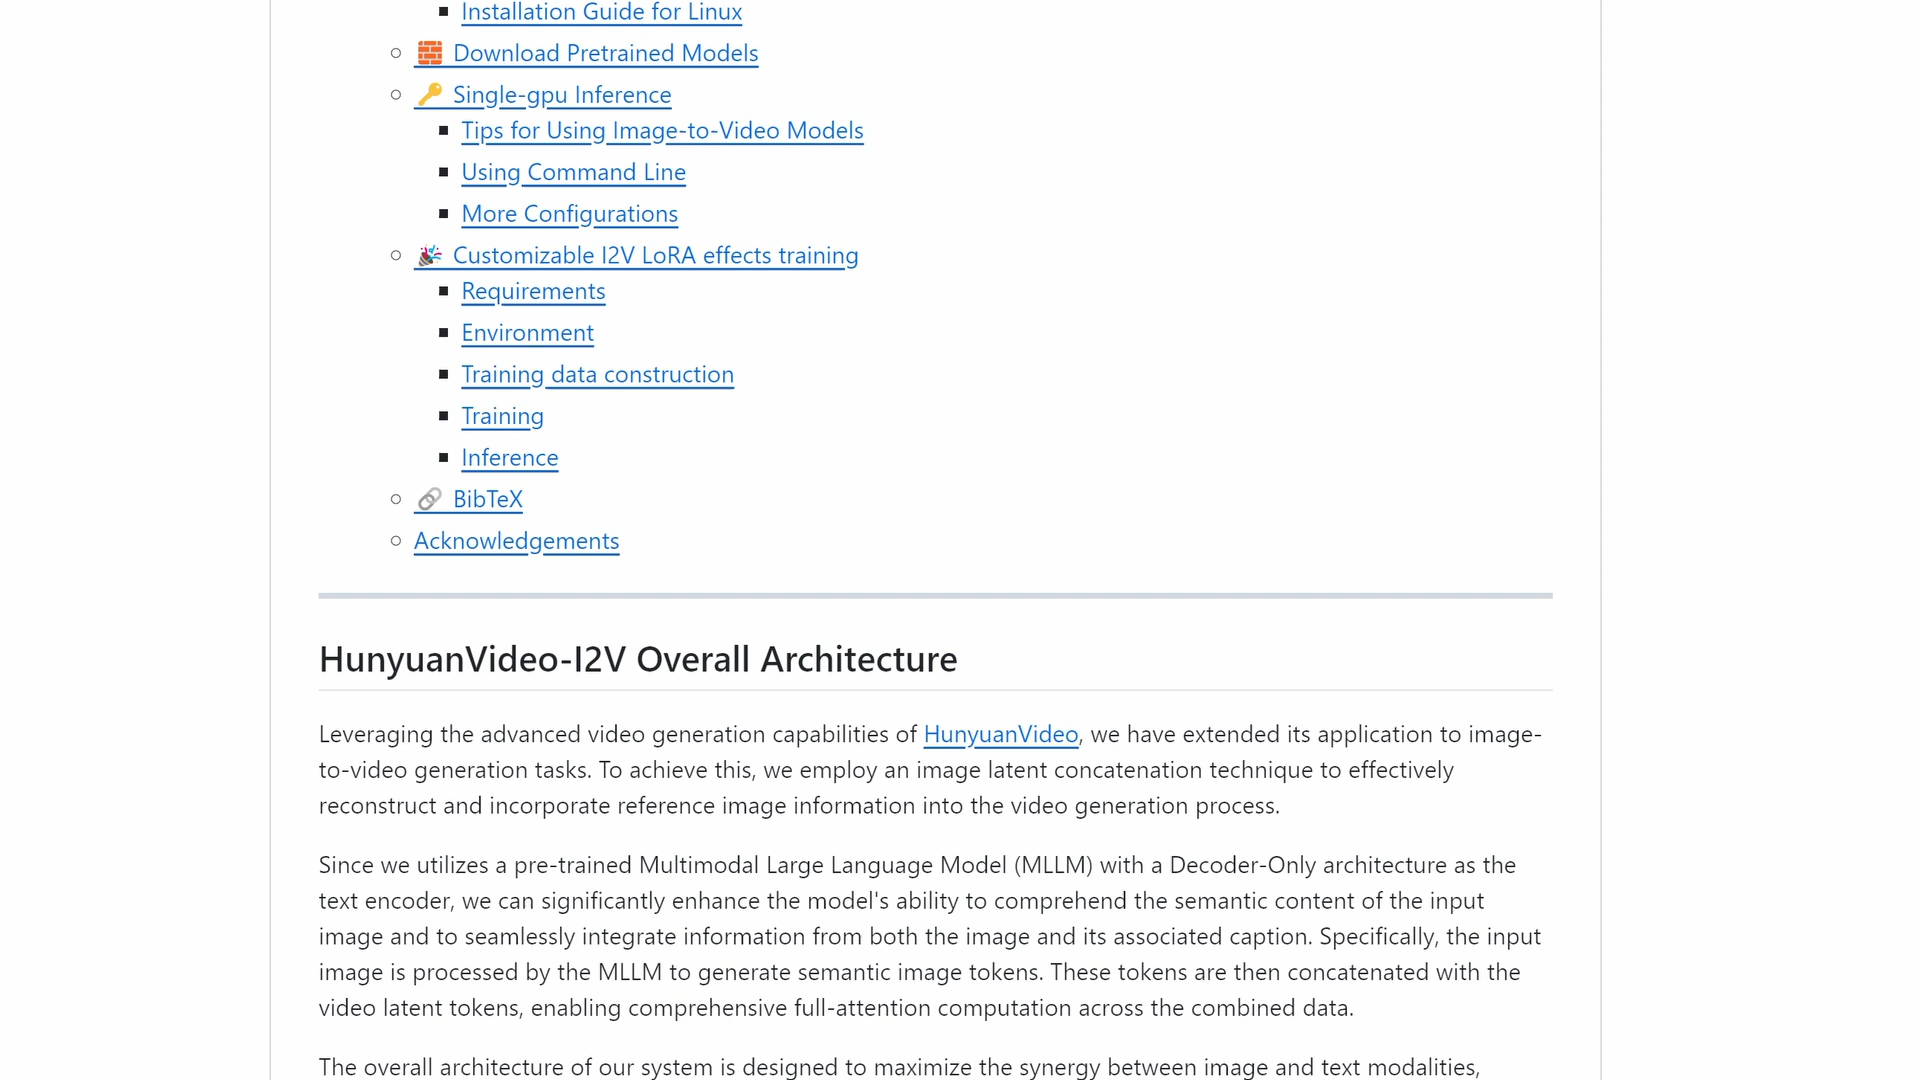 Installation Guide for Linux
Download Pretrained Models
Single-gpu Inference
Tips for Using Image-to-Video Models
Using Command Line
More Configurations
Customizable I2V LoRA effects training
Requirements
Environment
Training data construction
Training
Inference
BibTeX
Acknowledgements
HunyuanVideo-I2V Overall Architecture
Leveraging the advanced video generation capabilities of HunyuanVideo, we have extended its application to image-
to-video generation tasks. To achieve this, we employ an image latent concatenation technique to effectively
reconstruct and incorporate reference image information into the video generation process.
Since we utilizes a pre-trained Multimodal Large Language Model (MLLM) with a Decoder-Only architecture as the
text encoder, we can significantly enhance the model's ability to comprehend the semantic content of the input
image and to seamlessly integrate information from both the image and its associated caption. Specifically, the input
image is processed by the MLLM to generate semantic image tokens. These tokens are then concatenated with the
video latent tokens, enabling comprehensive full-attention computation across the combined data.
The overall architecture of our system is designed to maximize the synergy between image and text modalities,